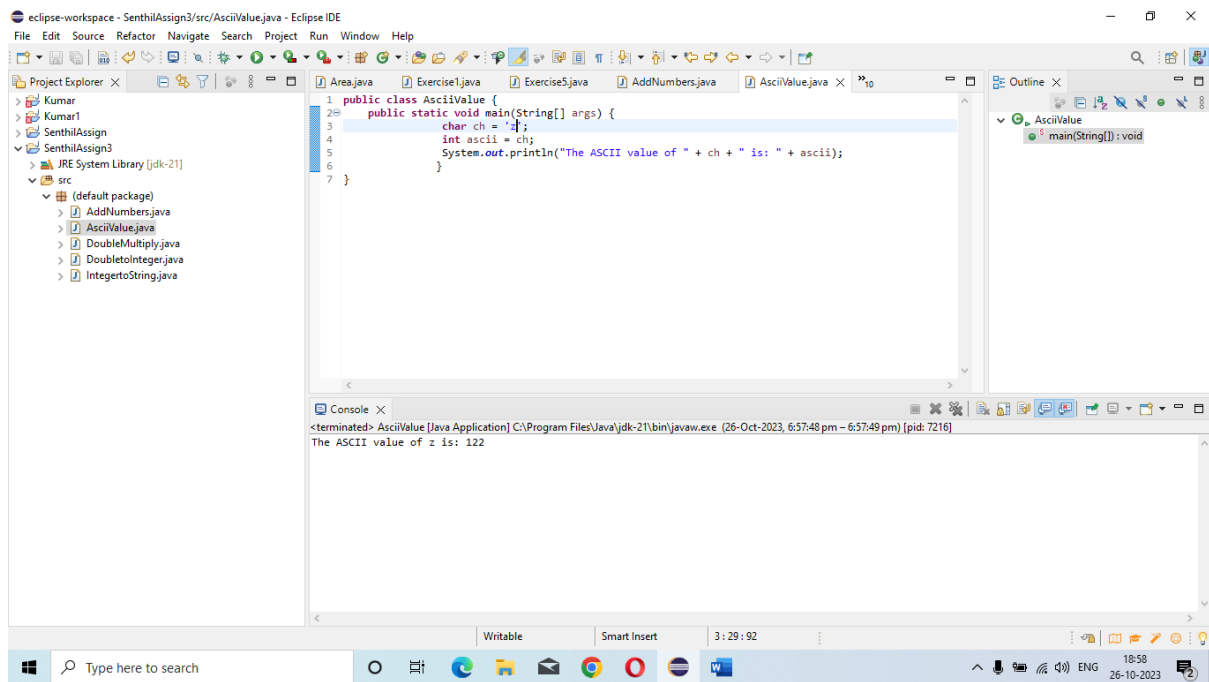 eclipse-workspace - SenthilAssign3/src/AsciiValue.java - Eclipse IDE
File Edit Source Refactor Navigate Search Project Run Window Help
Project Explorer
Kumar
Kumar1
SenthilAssign
SenthilAssign3
JRE System Library [jdk-21]
src
(default package)
AddNumbers.java
AsciiValue.java
DoubleMultiply.java
DoubletoInteger.java
IntegertoString.java
Area.java Exercise1.java Exercise5.java AddNumbers.java AsciiValue.java »10
1 public class AsciiValue {
2 public static void main(String[] args) {
3 char ch = 'z';
4 int ascii = ch;
5 System.out.println("The ASCII value of " + ch + " is: " + ascii);
6 }
7 }
Outline
AsciiValue
main(String[]) : void
Console
<terminated> AsciiValue [Java Application] C:\Program Files\Java\jdk-21\bin\javaw.exe (26-Oct-2023, 6:57:48 pm – 6:57:49 pm) [pid: 7216]
The ASCII value of z is: 122
Writable Smart Insert 3 : 29 : 92
Type here to search
ENG
18:58
26-10-2023
2